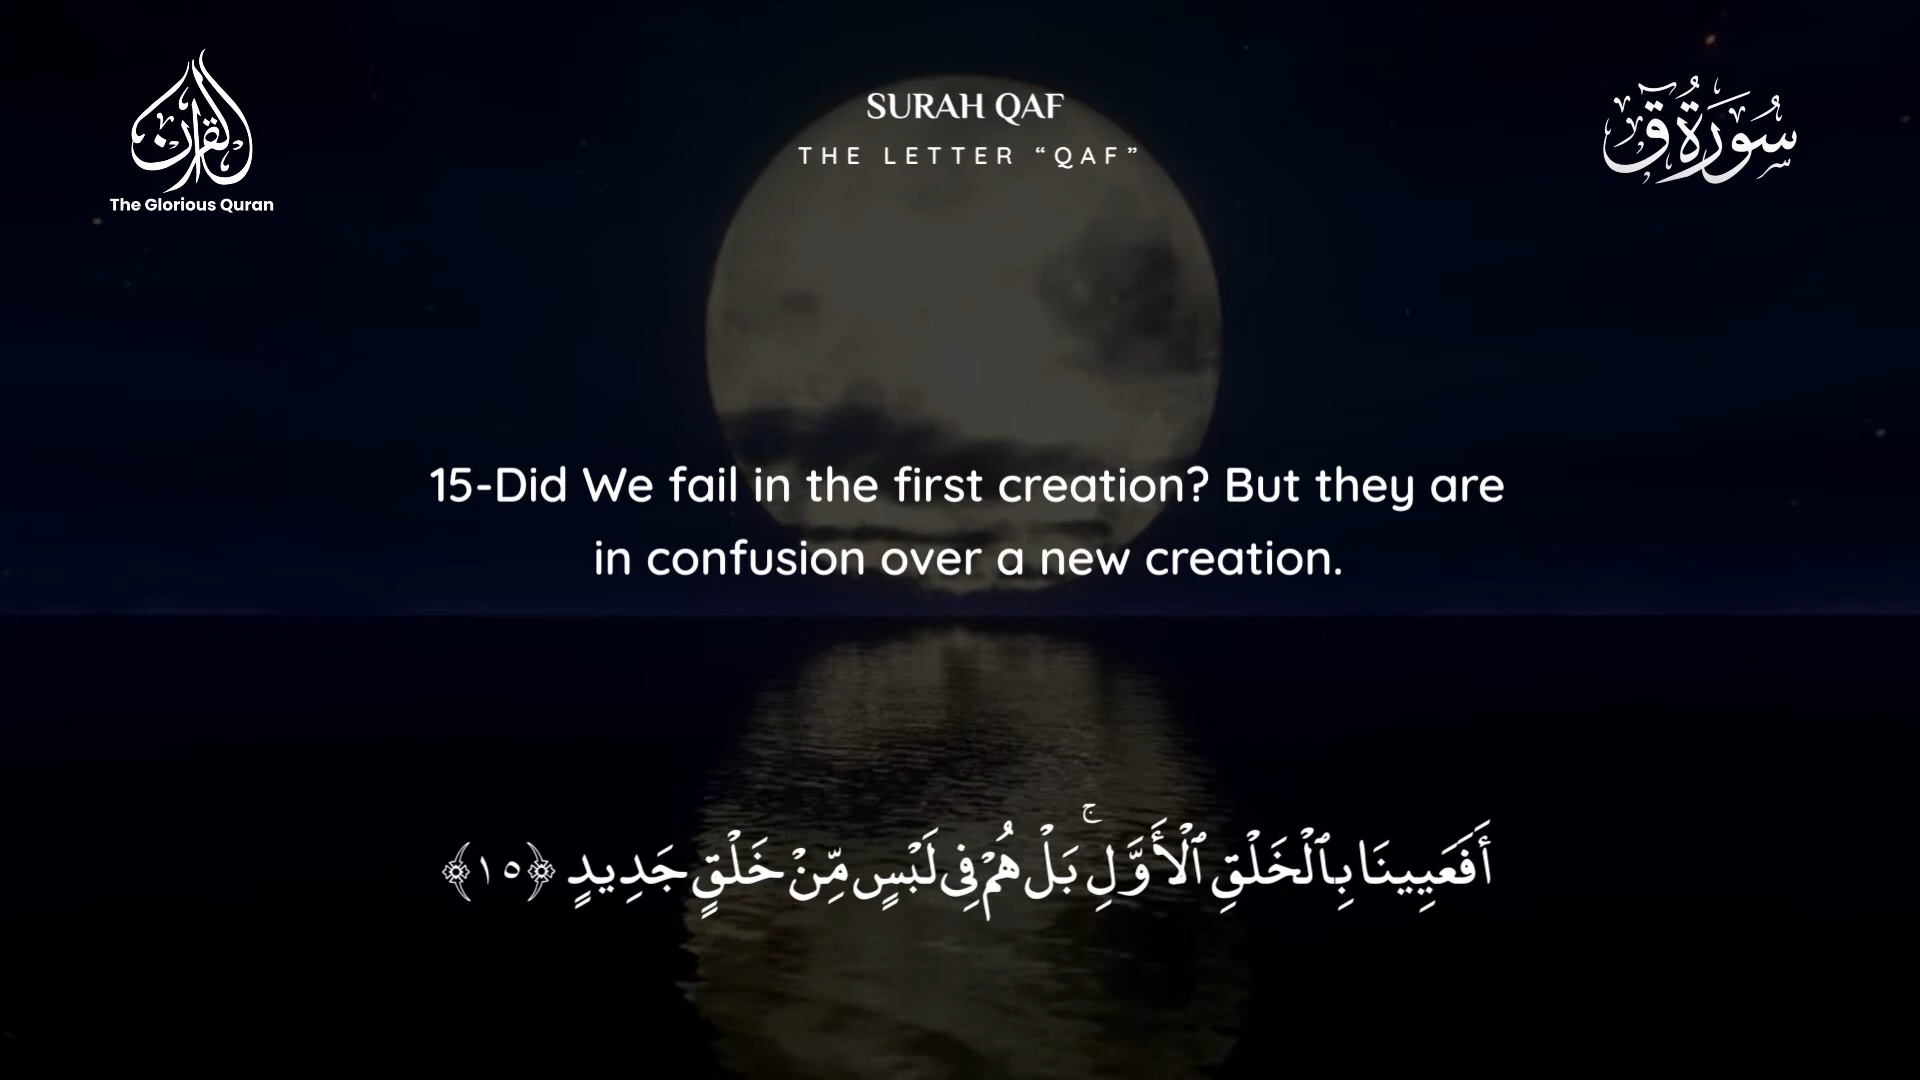 القرآن
The Glorious Quran
SURAH QAF
THE LETTER “QAF”
سُورَةُ قٓ
15-Did We fail in the first creation? But they are
in confusion over a new creation.
أَفَعَيِينَا بِٱلْخَلْقِ ٱلْأَوَّلِ ۚ بَلْ هُمْ فِى لَبْسٍ مِّنْ خَلْقٍ جَدِيدٍ ﴿١٥﴾